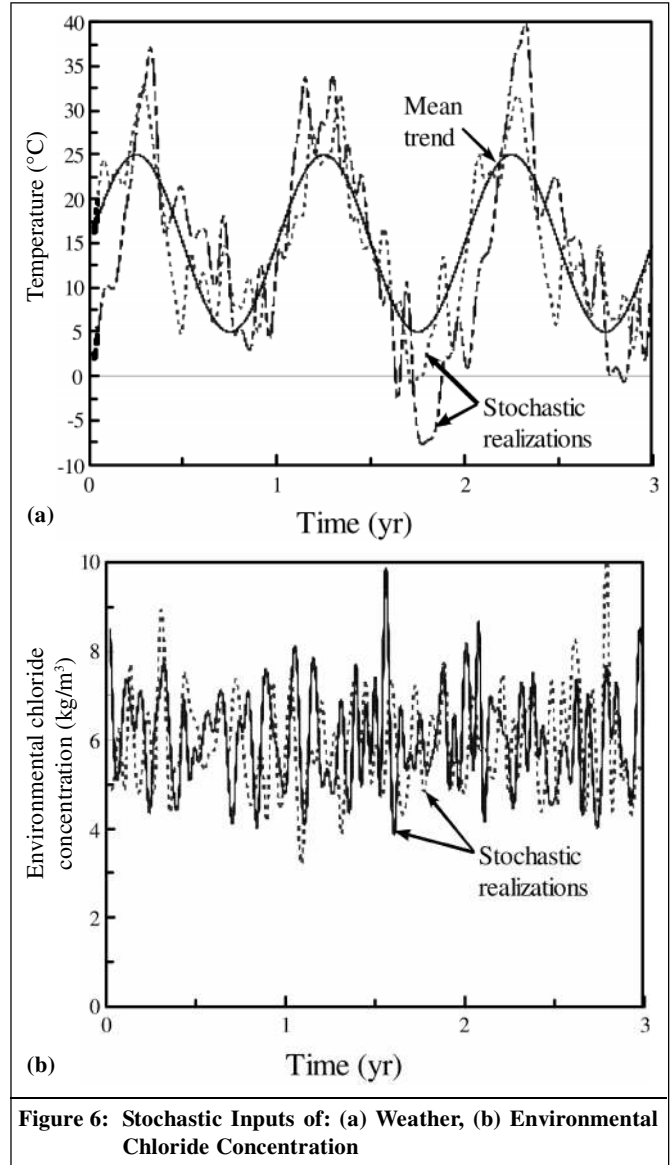 40
35
30
25
20
15
10
5
0
-5
-10
Temperature (°C)
Mean
trend
Stochastic
realizations
0
1
2
3
(a)
Time (yr)
10
8
6
4
2
0
Environmental chloride
concentration (kg/m³)
Stochastic
realizations
0
1
2
3
(b)
Time (yr)
Figure 6: Stochastic Inputs of: (a) Weather, (b) Environmental
Chloride Concentration